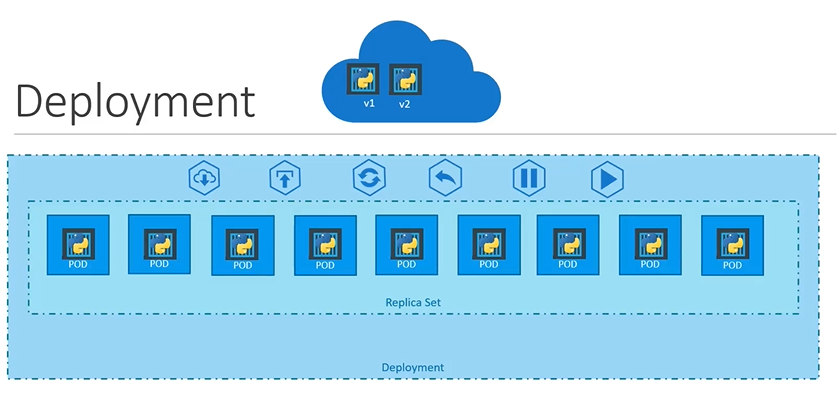 Deployment
v1 v2
POD POD POD POD POD POD POD POD POD
Replica Set
Deployment